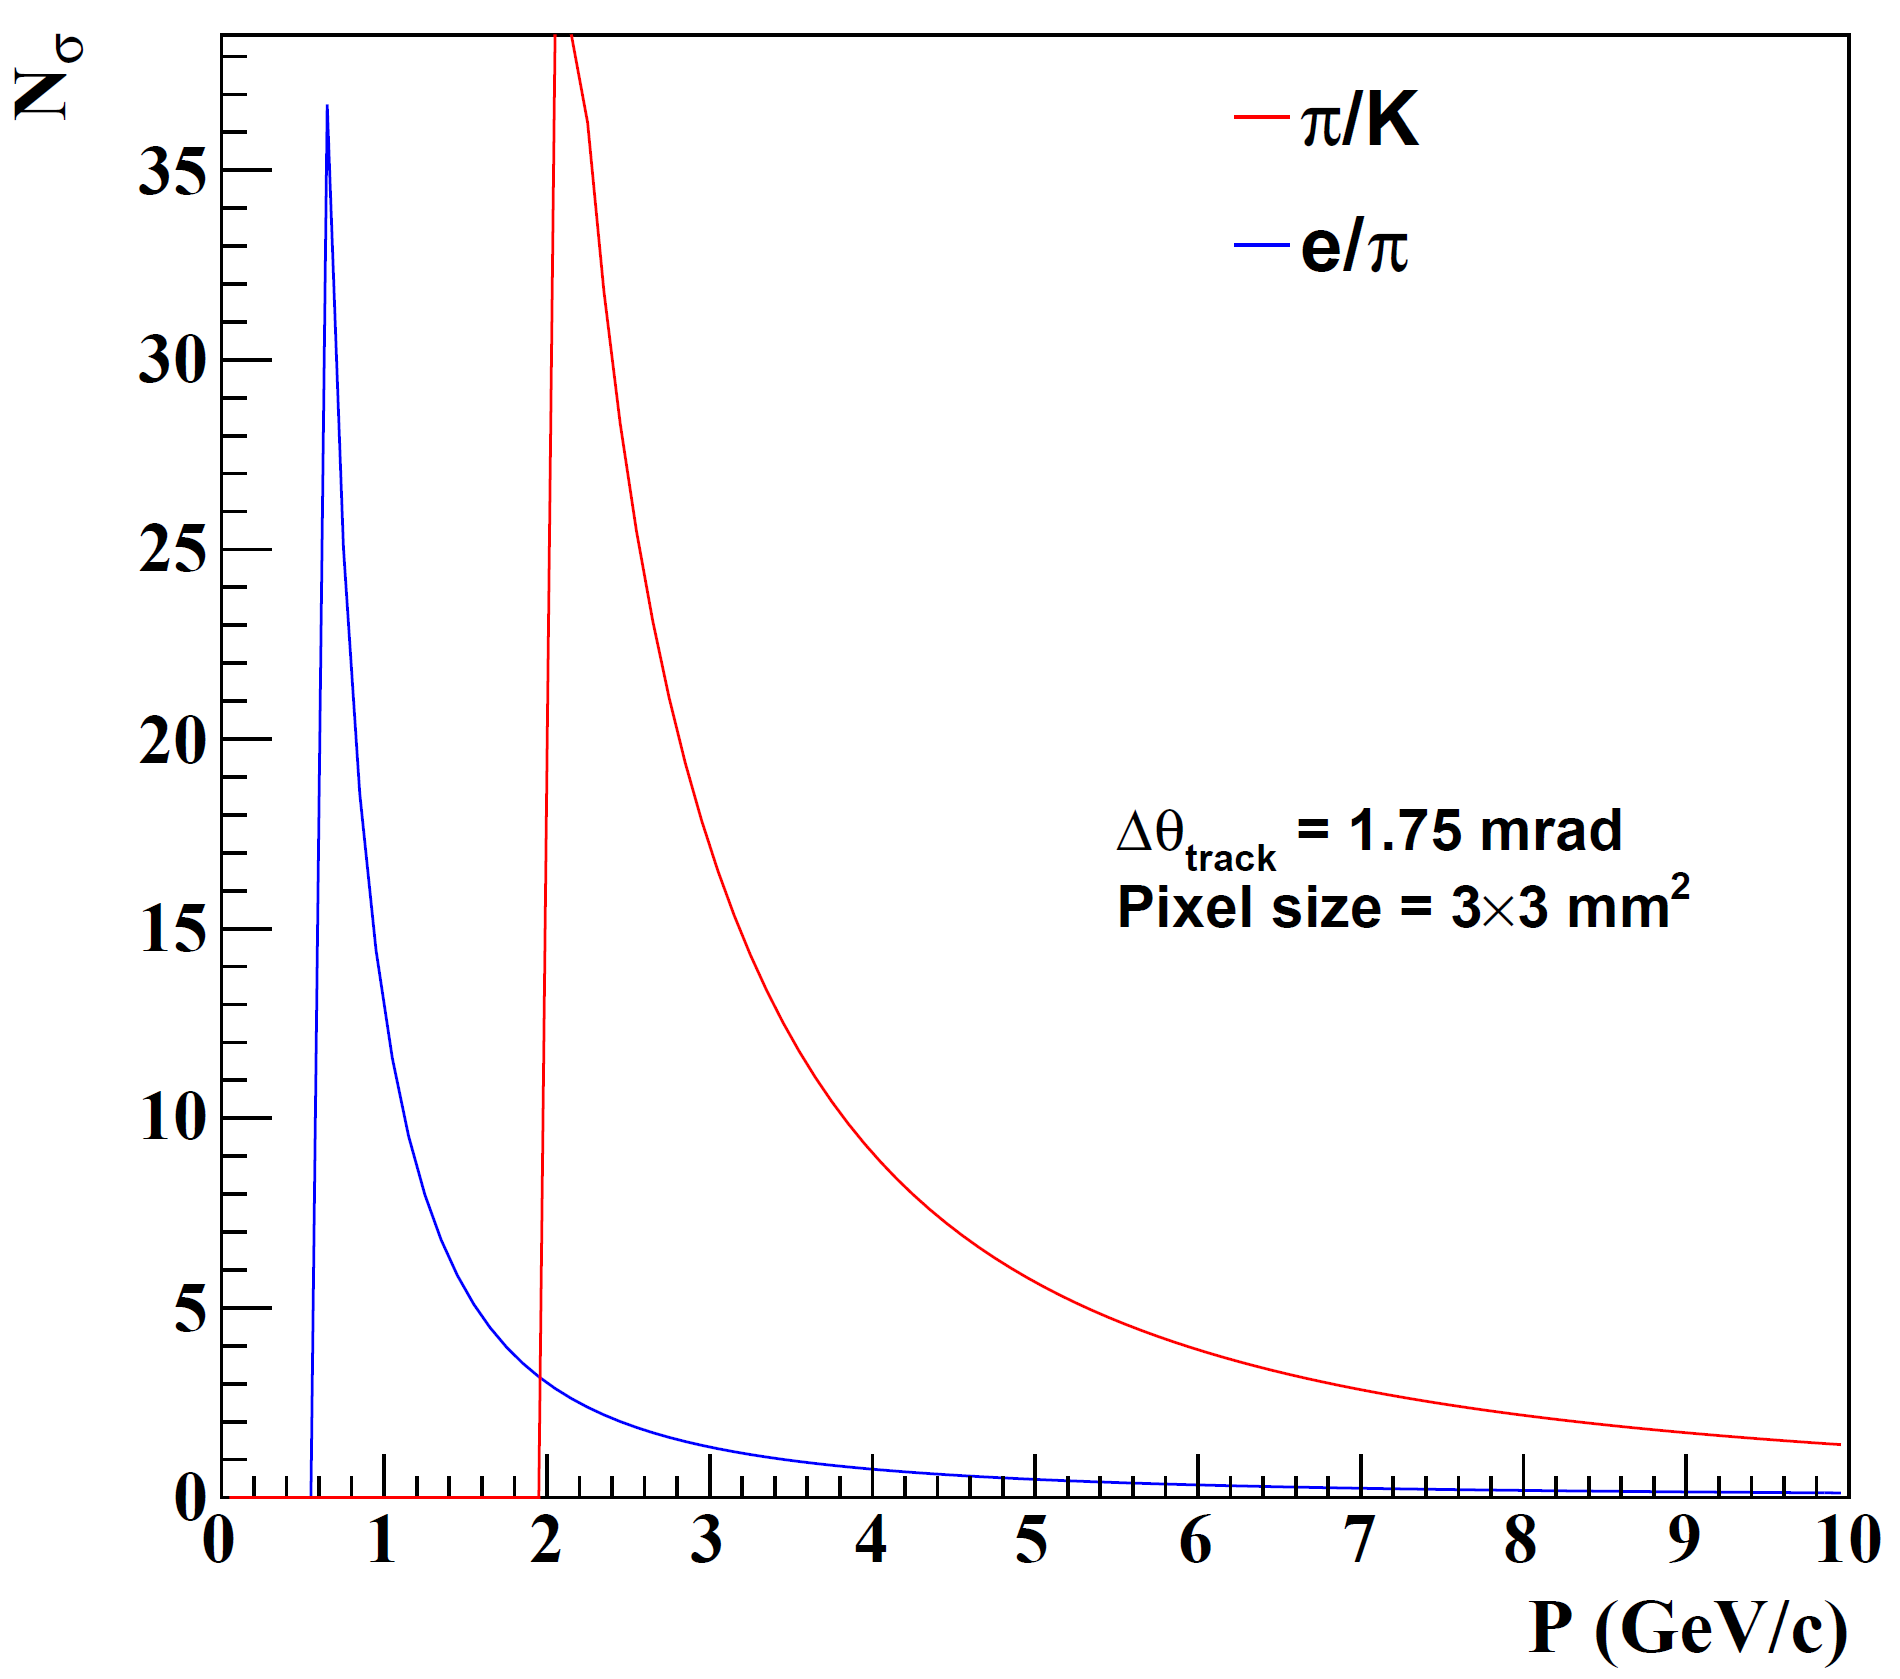 Nσ
35
30
25
20
15
10
5
0
π/K
e/π
Δθtrack = 1.75 mrad
Pixel size = 3×3 mm²
0 1 2 3 4 5 6 7 8 9 10
P (GeV/c)